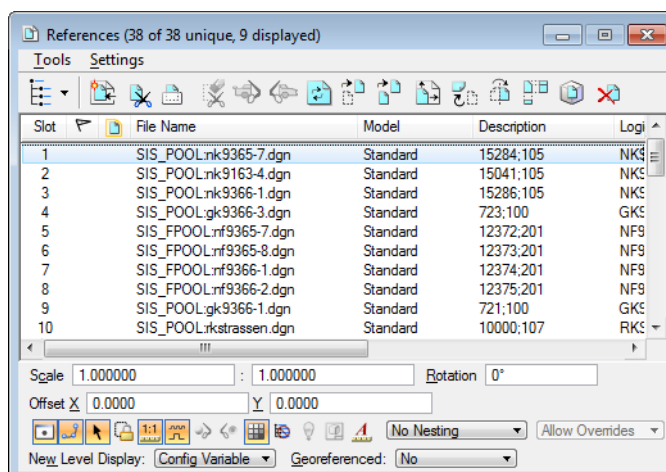 References (38 of 38 unique, 9 displayed)
Tools Settings
Slot File Name Model Description Logi
1 SIS_POOL:nk9365-7.dgn Standard 15284;105 NKS
2 SIS_POOL:nk9163-4.dgn Standard 15041;105 NKS
3 SIS_POOL:nk9366-1.dgn Standard 15286;105 NKS
4 SIS_POOL:gk9366-3.dgn Standard 723;100 GKS
5 SIS_FPOOL:nf9365-7.dgn Standard 12372;201 NF9
6 SIS_FPOOL:nf9365-8.dgn Standard 12373;201 NF9
7 SIS_FPOOL:nf9366-1.dgn Standard 12374;201 NF9
8 SIS_FPOOL:nf9366-2.dgn Standard 12375;201 NF9
9 SIS_POOL:gk9366-1.dgn Standard 721;100 GKS
10 SIS_POOL:rkstrassen.dgn Standard 10000;107 RKS
Scale 1.000000 : 1.000000 Rotation 0°
Offset X 0.0000 Y 0.0000
1:1 A No Nesting Allow Overrides
New Level Display: Config Variable Georeferenced: No